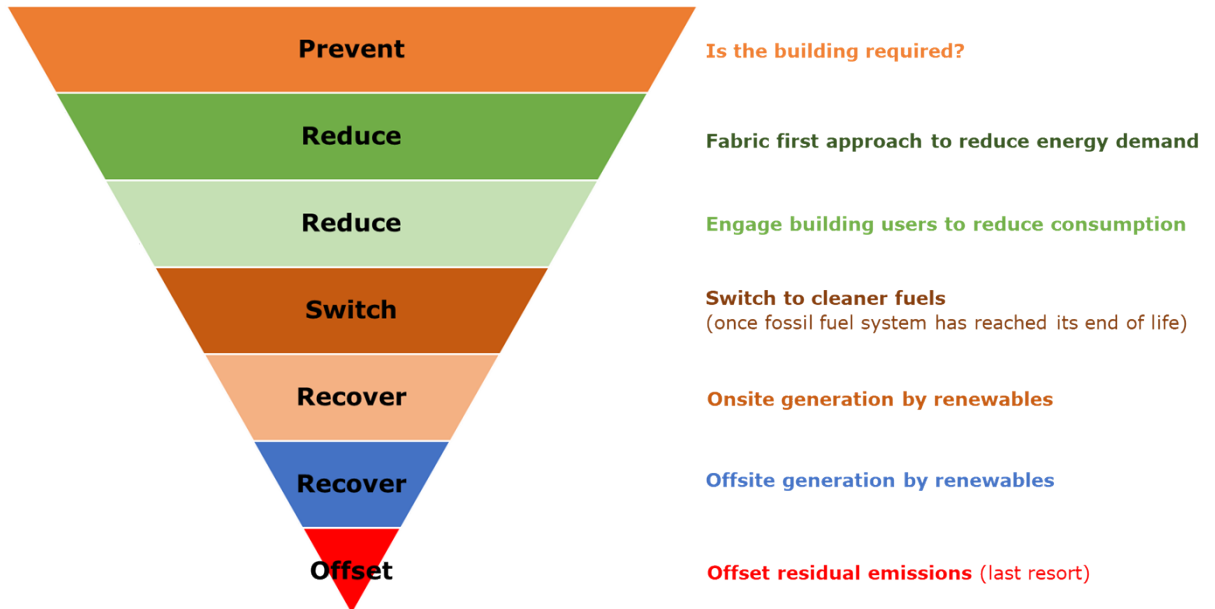 Prevent
Is the building required?
Reduce
Fabric first approach to reduce energy demand
Reduce
Engage building users to reduce consumption
Switch
Switch to cleaner fuels
(once fossil fuel system has reached its end of life)
Recover
Onsite generation by renewables
Recover
Offsite generation by renewables
Offset
Offset residual emissions (last resort)